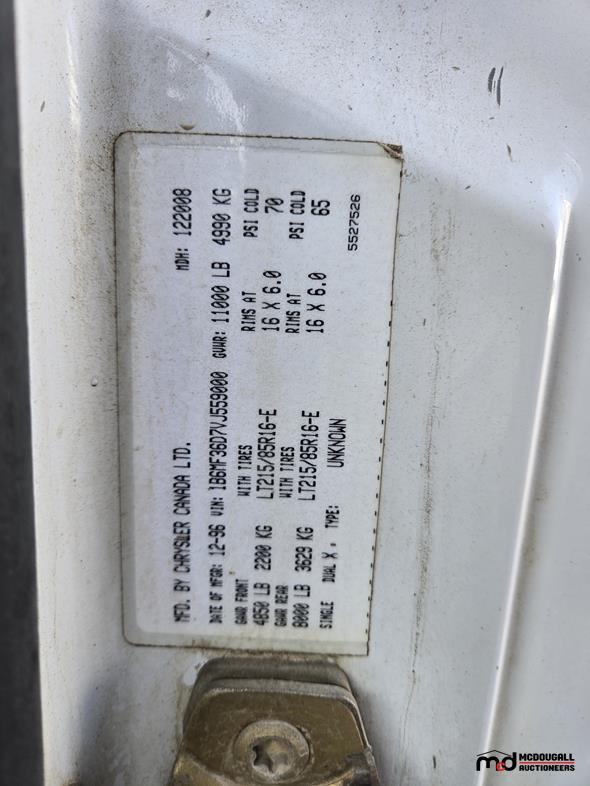 MFD. BY CHRYSLER CANADA LTD. MDH: 122008
DATE OF MFGR: 12-96 VIN: 1B6MF36D7VJ559000 GVWR: 11000 LB 4990 KG
GAWR FRONT WITH TIRES RIMS AT PSI COLD
4850 LB 2200 KG LT215/85R16-E 16 X 6.0 70
GAWR REAR WITH TIRES RIMS AT PSI COLD
8000 LB 3629 KG LT215/85R16-E 16 X 6.0 65
SINGLE DUAL X , TYPE: UNKNOWN
5527526
md MCDOUGALL
AUCTIONEERS